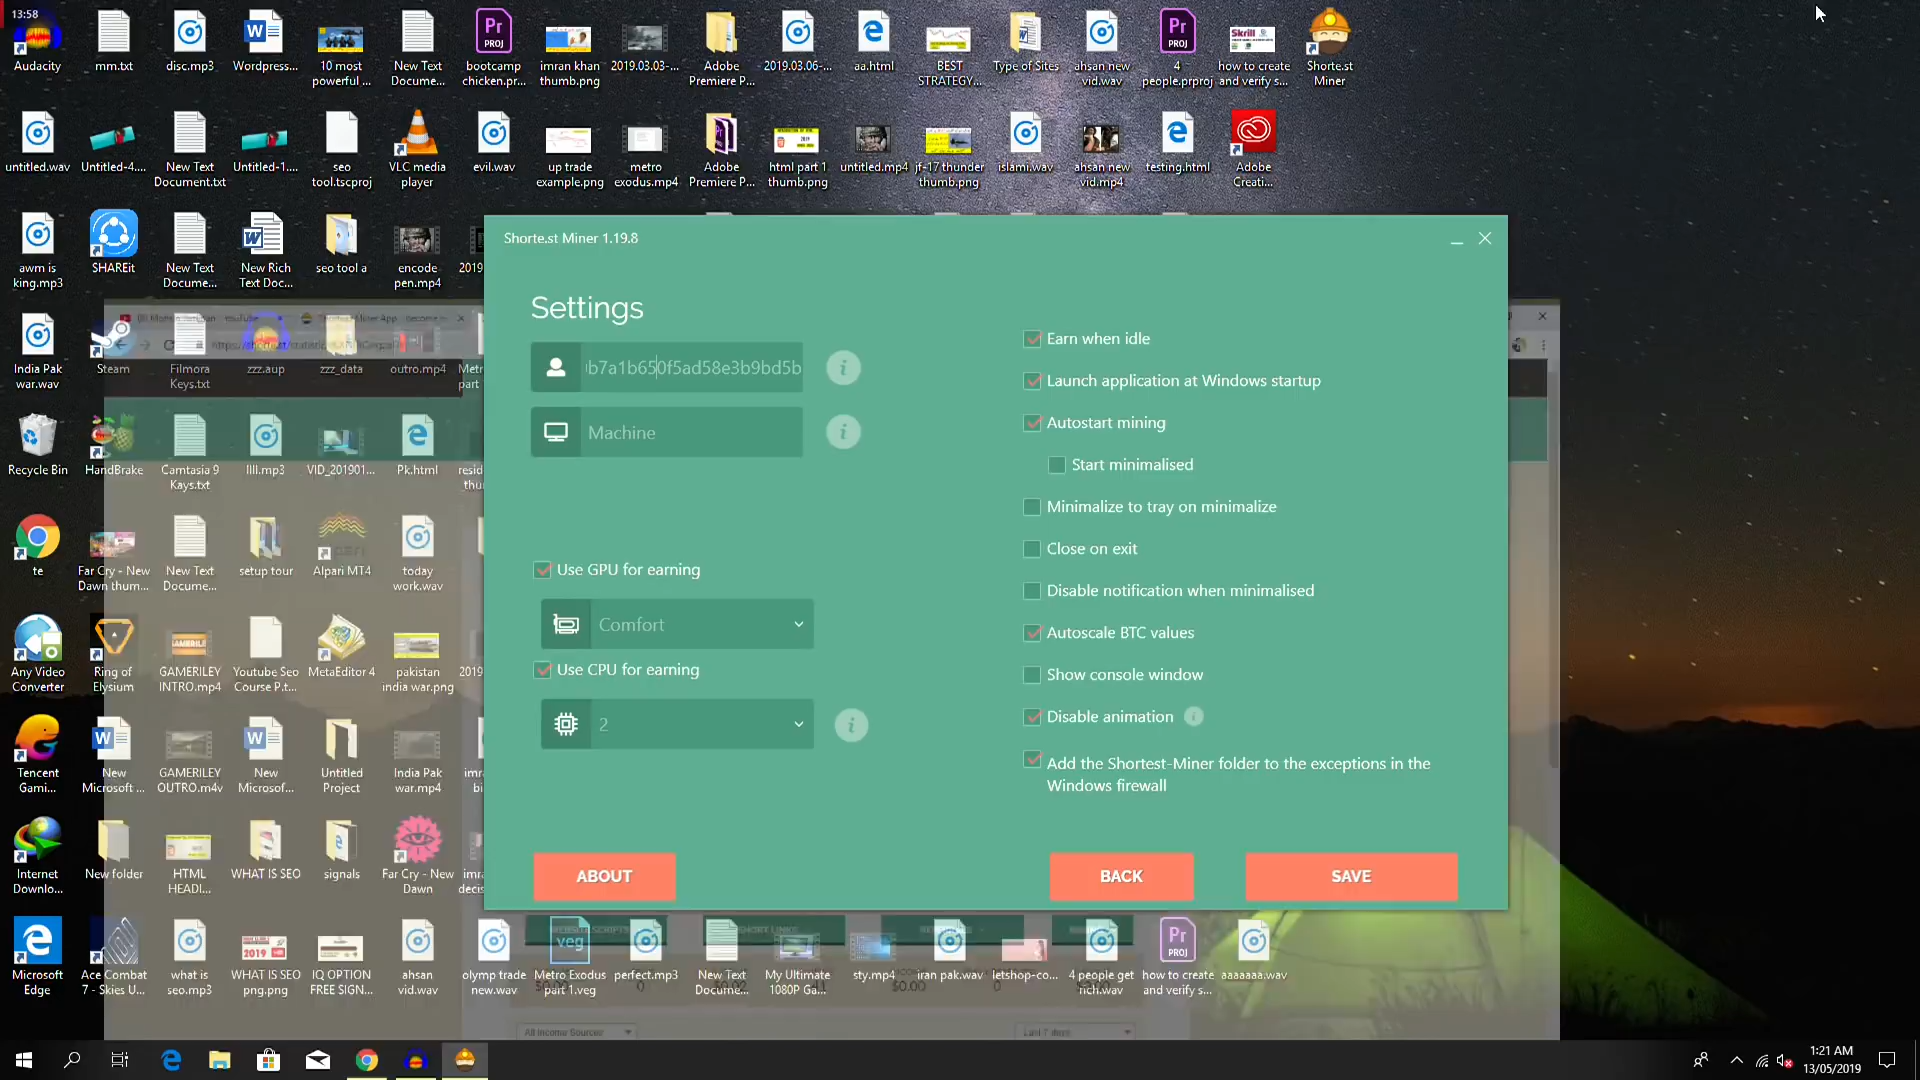 13:58
Audacity
mm.txt
disc.mp3
Wordpress...
10 most
powerful ...
New Text
Docume...
bootcamp
chicken.pr...
imran khan
thumb.png
2019.03.03-...
Adobe
Premiere P...
2019.03.06-...
aa.html
BEST
STRATEGY...
Type of Sites
ahsan new
vid.wav
4
people.prproj
how to create
and verify s...
Shorte.st
Miner
untitled.wav
Untitled-4....
New Text
Document.txt
Untitled-1....
seo
tool.tscproj
VLC media
player
evil.wav
up trade
example.png
metro
exodus.mp4
Adobe
Premiere P...
html part 1
thumb.png
untitled.mp4
jf-17 thunder
thumb.png
islami.wav
ahsan new
vid.mp4
testing.html
Adobe
Creati...
awm is
king.mp3
SHAREit
New Text
Docume...
New Rich
Text Doc...
seo tool a
encode
pen.mp4
2019
India Pak
war.wav
Steam
Filmora
Keys.txt
zzz.aup
zzz_data
outro.mp4
Metr
part
Recycle Bin
HandBrake
Camtasia 9
Kays.txt
llll.mp3
VID_201901...
Pk.html
resid
_thu
te
Far Cry - New
Dawn thum...
New Text
Docume...
setup tour
Alpari MT4
today
work.wav
Any Video
Converter
Ring of
Elysium
GAMERILEY
INTRO.mp4
Youtube Seo
Course P.t...
MetaEditor 4
pakistan
india war.png
2019
Tencent
Gami...
New
Microsoft ...
GAMERILEY
OUTRO.m4v
New
Microsof...
Untitled
Project
India Pak
war.mp4
Internet
Downlo...
New folder
HTML
HEADI...
WHAT IS SEO
signals
Far Cry - New
Dawn
imra
decis
Microsoft
Edge
Ace Combat
7 - Skies U...
what is
seo.mp3
WHAT IS SEO
png.png
IQ OPTION
FREE SIGN...
ahsan
vid.wav
olymp trade
new.wav
Metro Exodus
part 1.veg
perfect.mp3
New Text
Docume...
My Ultimate
1080P Ga...
sty.mp4
iran pak.wav
letshop-co...
4 people get
rich.wav
how to create
and verify s...
aaaaaaa.wav
Shorte.st Miner 1.19.8
Settings
b7a1b650f5ad58e3b9bd5b
Machine
Use GPU for earning
Comfort
Use CPU for earning
2
Earn when idle
Launch application at Windows startup
Autostart mining
Start minimalised
Minimalize to tray on minimalize
Close on exit
Disable notification when minimalised
Autoscale BTC values
Show console window
Disable animation
Add the Shortest-Miner folder to the exceptions in the
Windows firewall
ABOUT
BACK
SAVE
All Income Sources
Last 7 days
1:21 AM
13/05/2019